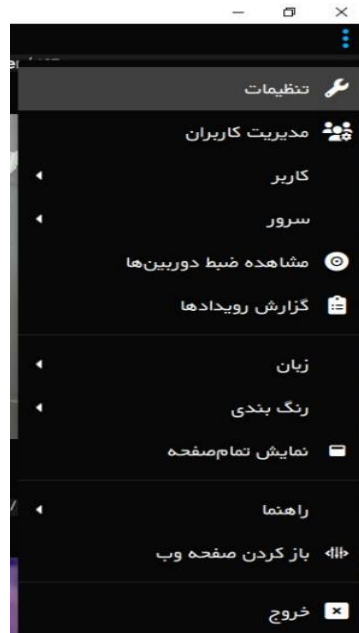 تنظیمات
مدیریت کاربران
کاربر
سرور
مشاهده ضبط دوربین‌ها
گزارش رویدادها
زبان
رنگ بندی
نمایش تمام‌صفحه
راهنما
باز کردن صفحه وب
خروج